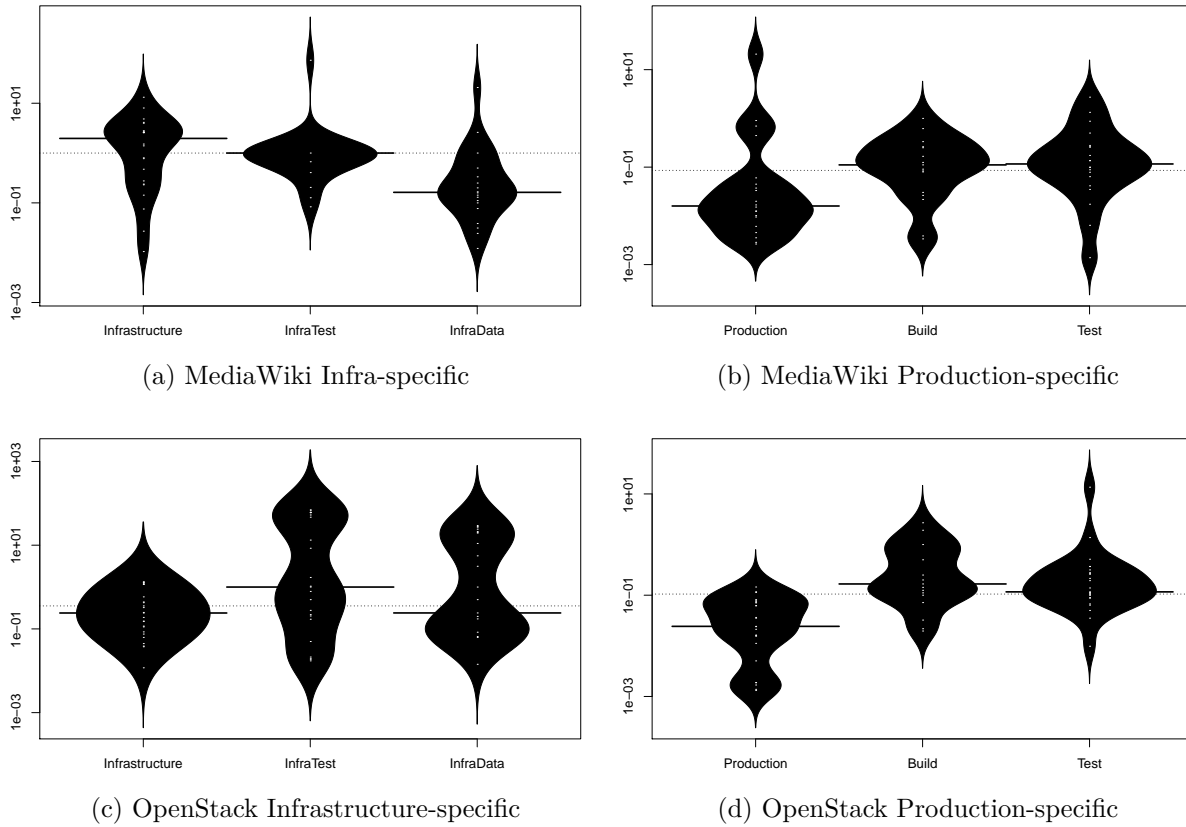 1e+01
1e−01
1e−03
Infrastructure InfraTest InfraData
(a) MediaWiki Infra-specific
1e+01
1e−01
1e−03
Production Build Test
(b) MediaWiki Production-specific
1e+03
1e+01
1e−01
1e−03
Infrastructure InfraTest InfraData
(c) OpenStack Infrastructure-specific
1e+01
1e−01
1e−03
Production Build Test
(d) OpenStack Production-specific